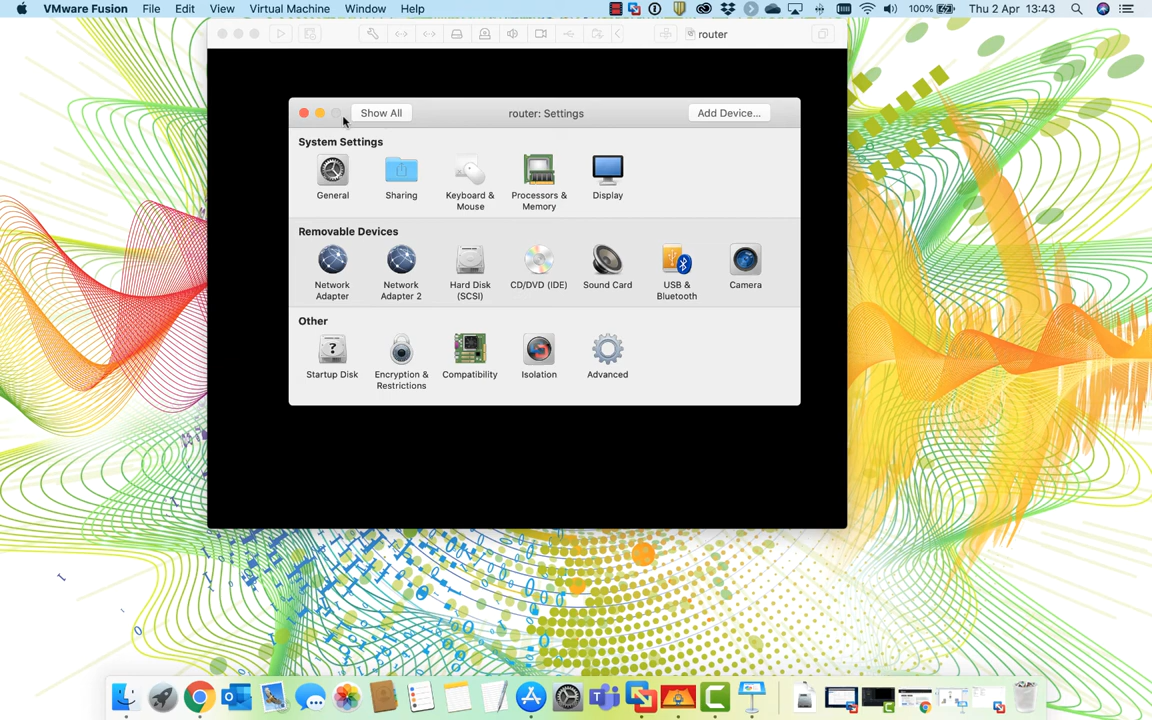 VMware Fusion File Edit View Virtual Machine Window Help 100% Thu 2 Apr 13:43
router
Show All router: Settings Add Device...
System Settings
General Sharing Keyboard & Mouse Processors & Memory Display
Removable Devices
Network Adapter Network Adapter 2 Hard Disk (SCSI) CD/DVD (IDE) Sound Card USB & Bluetooth Camera
Other
Startup Disk Encryption & Restrictions Compatibility Isolation Advanced